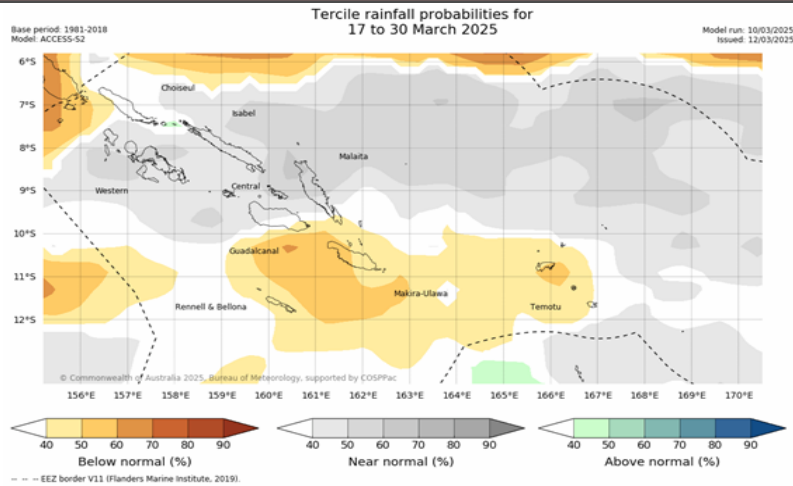 Tercile rainfall probabilities for
17 to 30 March 2025
Base period: 1981-2018
Model: ACCESS-S2
Model run: 10/03/2025
Issued: 12/03/2025
6°S
7°S
8°S
9°S
10°S
11°S
12°S
Choiseul
Isabel
Malaita
Western
Central
Guadalcanal
Makira-Ulawa
Rennell & Bellona
Temotu
© Commonwealth of Australia 2025, Bureau of Meteorology, supported by COSPPac
156°E 157°E 158°E 159°E 160°E 161°E 162°E 163°E 164°E 165°E 166°E 167°E 168°E 169°E 170°E
40 50 60 70 80 90
Below normal (%)
40 50 60 70 80 90
Near normal (%)
40 50 60 70 80 90
Above normal (%)
EEZ border V11 (Flanders Marine Institute, 2019).